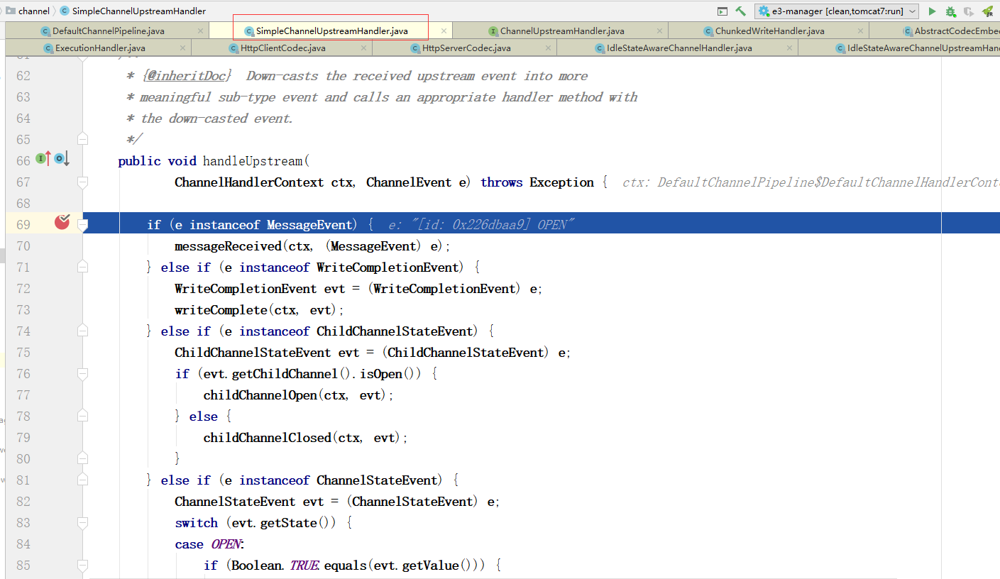 channel SimpleChannelUpstreamHandler
e3-manager [clean,tomcat7:run]
DefaultChannelPipeline.java SimpleChannelUpstreamHandler.java ChannelUpstreamHandler.java ChunkedWriteHandler.java AbstractCodecEmbe
ExecutionHandler.java HttpClientCodec.java HttpServerCodec.java IdleStateAwareChannelHandler.java IdleStateAwareChannelUpstreamHan
62 * {@inheritDoc} Down-casts the received upstream event into more
63 * meaningful sub-type event and calls an appropriate handler method with
64 * the down-casted event.
65 */
66 public void handleUpstream(
67 ChannelHandlerContext ctx, ChannelEvent e) throws Exception { ctx: DefaultChannelPipeline$DefaultChannelHandlerCont
68
69 if (e instanceof MessageEvent) { e: "[id: 0x226dbaa9] OPEN"
70 messageReceived(ctx, (MessageEvent) e);
71 } else if (e instanceof WriteCompletionEvent) {
72 WriteCompletionEvent evt = (WriteCompletionEvent) e;
73 writeComplete(ctx, evt);
74 } else if (e instanceof ChildChannelStateEvent) {
75 ChildChannelStateEvent evt = (ChildChannelStateEvent) e;
76 if (evt.getChildChannel().isOpen()) {
77 childChannelOpen(ctx, evt);
78 } else {
79 childChannelClosed(ctx, evt);
80 }
81 } else if (e instanceof ChannelStateEvent) {
82 ChannelStateEvent evt = (ChannelStateEvent) e;
83 switch (evt.getState()) {
84 case OPEN:
85 if (Boolean.TRUE.equals(evt.getValue())) {